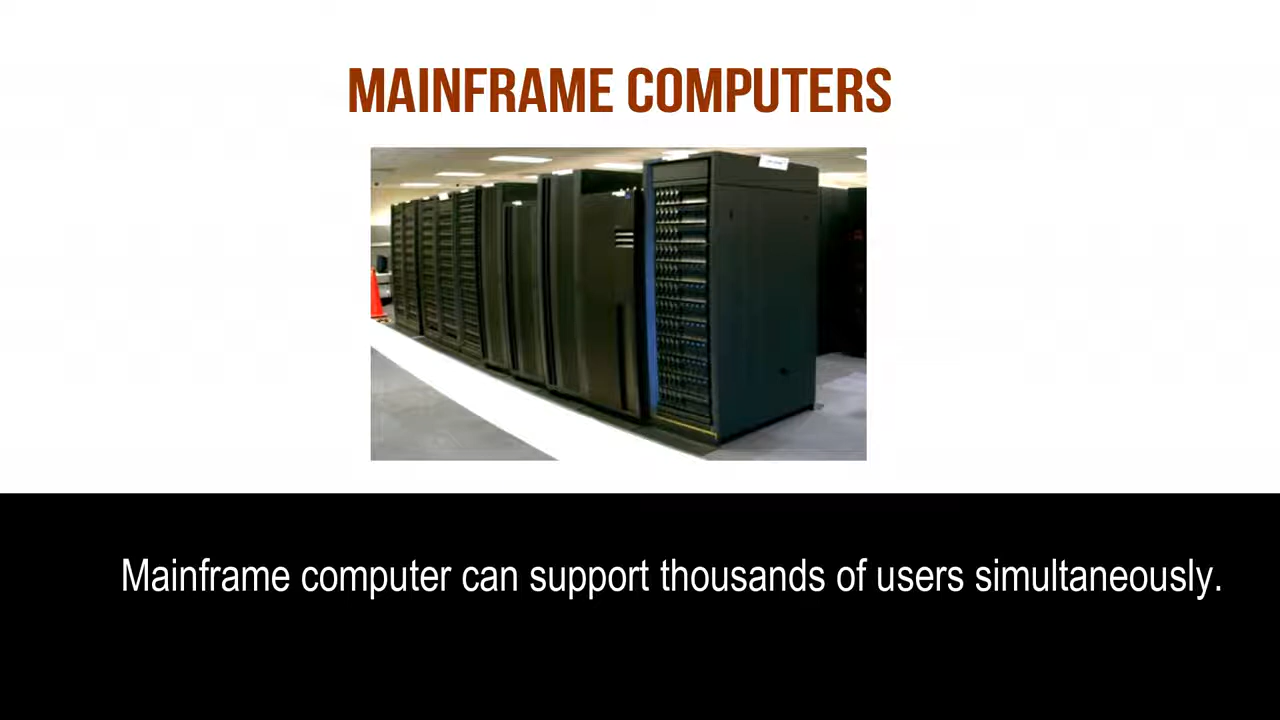 MAINFRAME COMPUTERS
Mainframe computer can support thousands of users simultaneously.